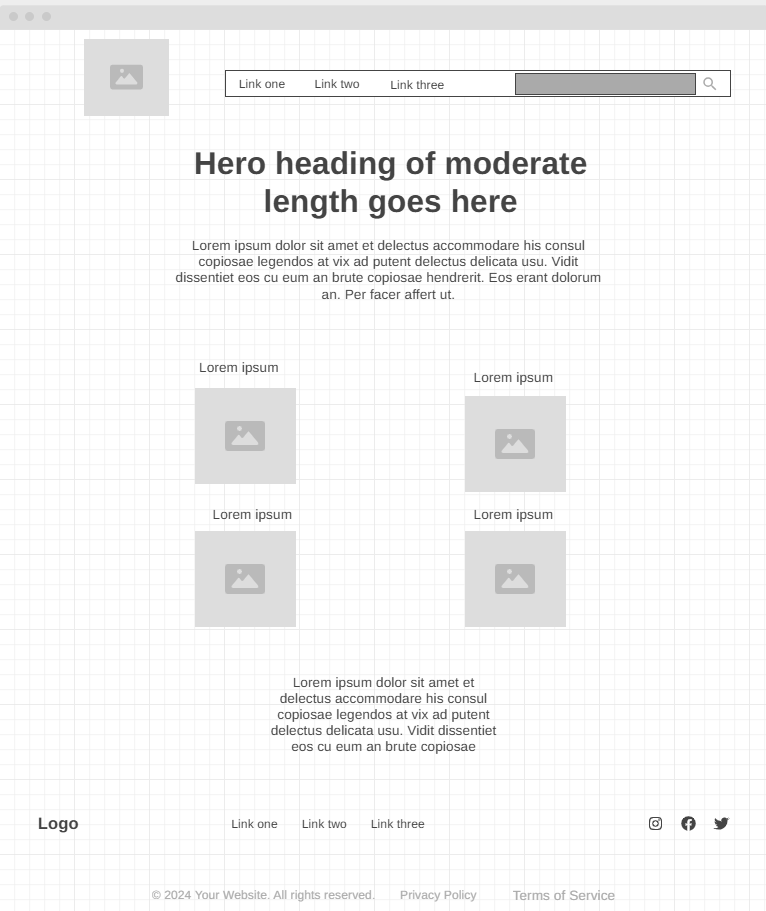 Link one Link two Link three
Hero heading of moderate
length goes here
Lorem ipsum dolor sit amet et delectus accommodare his consul
copiosae legendos at vix ad putent delectus delicata usu. Vidit
dissentiet eos cu eum an brute copiosae hendrerit. Eos erant dolorum
an. Per facer affert ut.
Lorem ipsum
Lorem ipsum
Lorem ipsum
Lorem ipsum
Lorem ipsum dolor sit amet et
delectus accommodare his consul
copiosae legendos at vix ad putent
delectus delicata usu. Vidit dissentiet
eos cu eum an brute copiosae
Logo Link one Link two Link three
© 2024 Your Website. All rights reserved. Privacy Policy Terms of Service